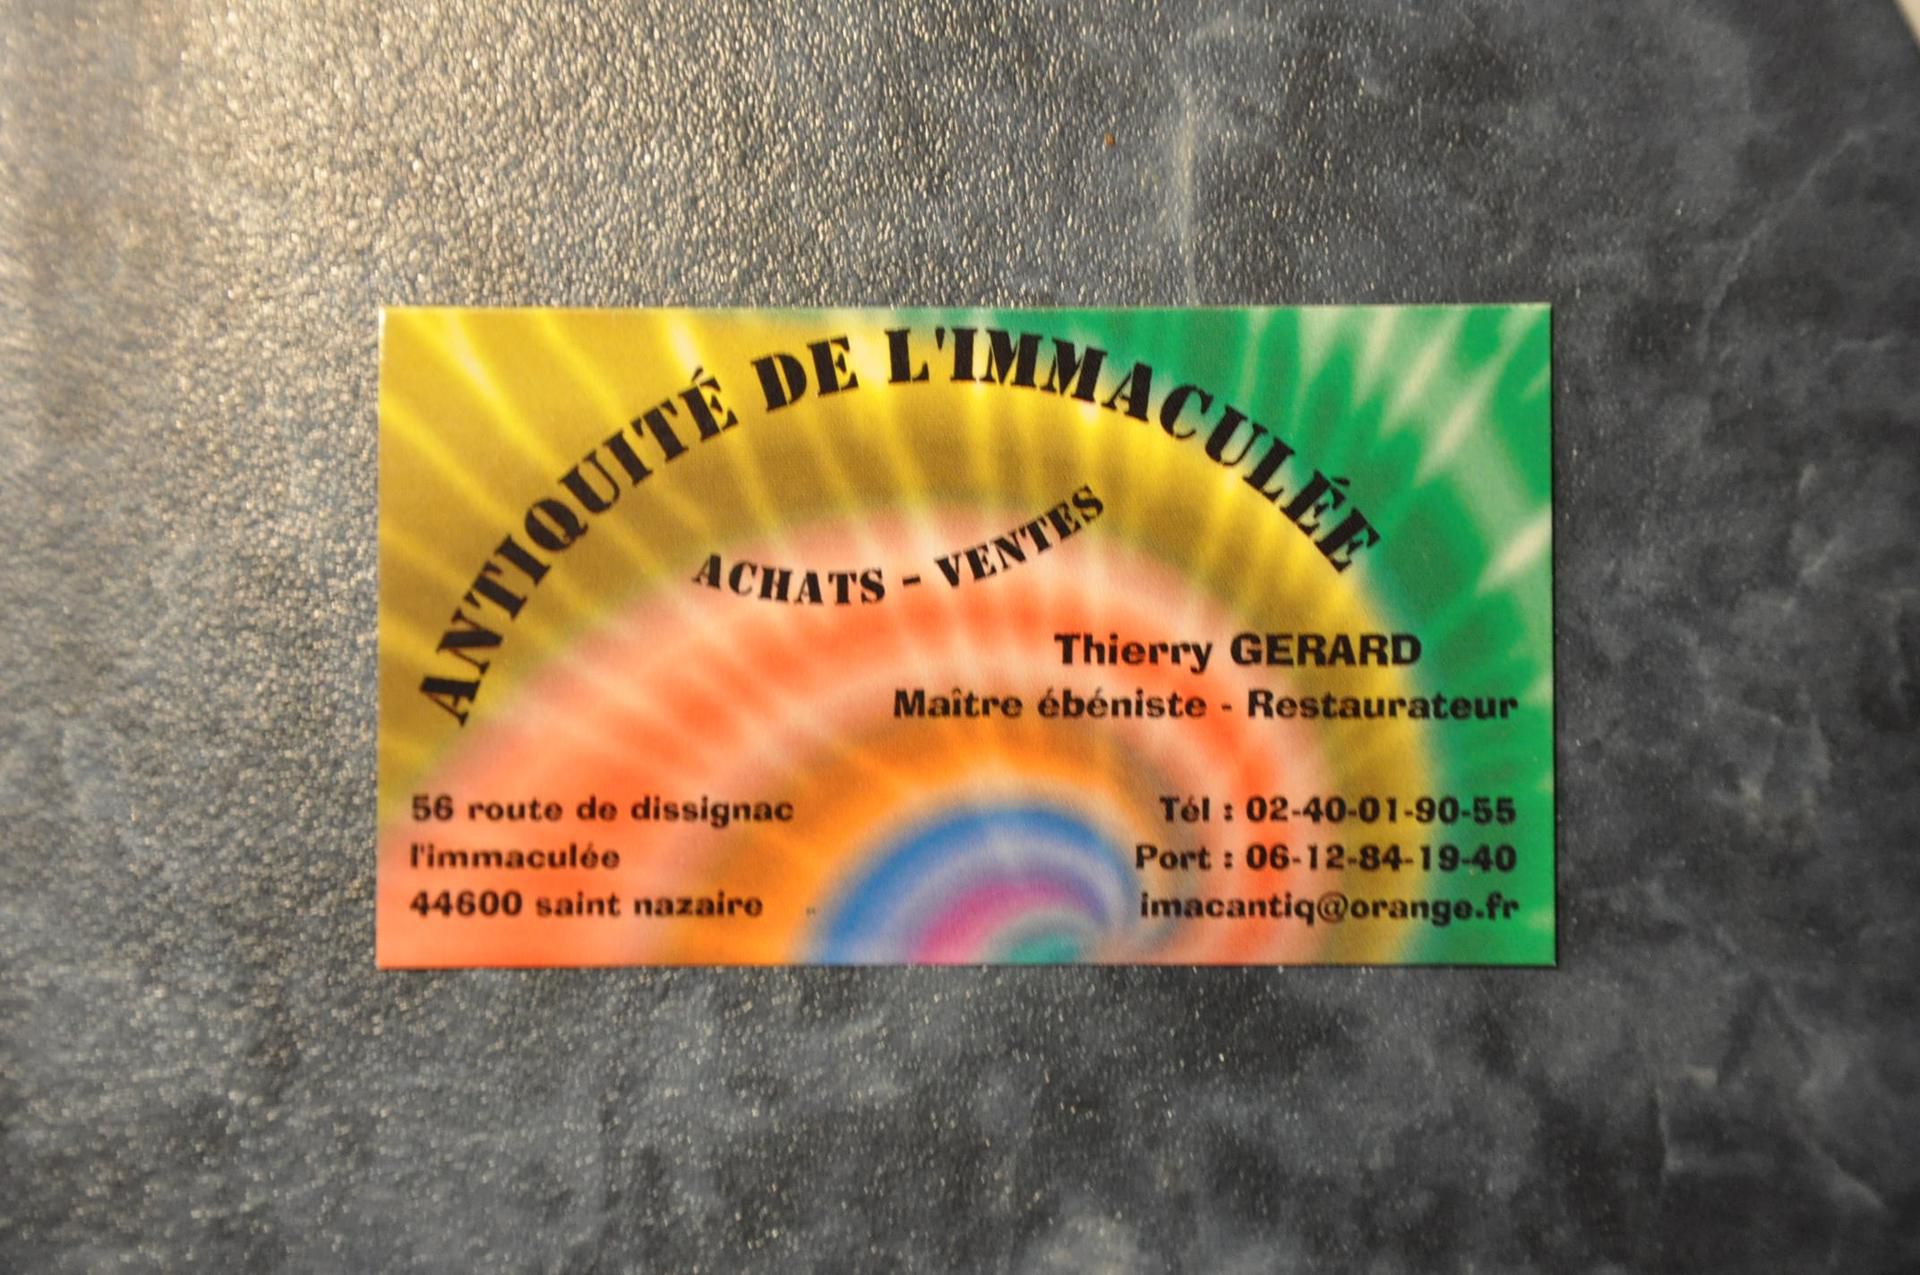 ANTIQUITÉ DE L'IMMACULÉE
ACHATS - VENTES
Thierry GERARD
Maître ébéniste - Restaurateur
56 route de dissignac
l'immaculée
44600 saint nazaire
Tél : 02-40-01-90-55
Port : 06-12-84-19-40
imacantiq@orange.fr